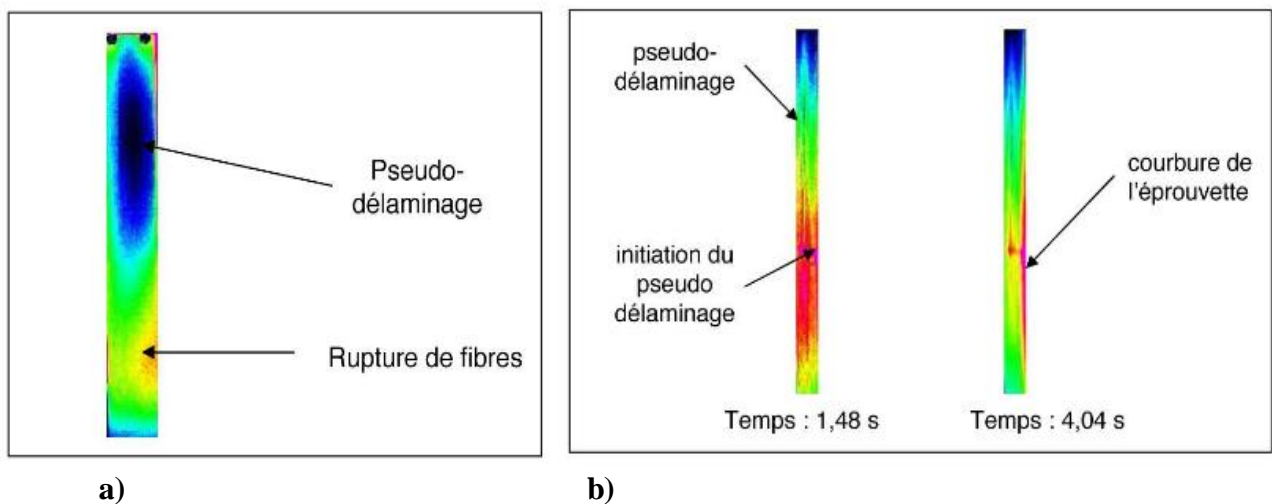 Pseudo-
délaminage
Rupture de fibres
pseudo-
délaminage
initiation du
pseudo
délaminage
courbure de
l'éprouvette
Temps : 1,48 s
Temps : 4,04 s
a)
b)